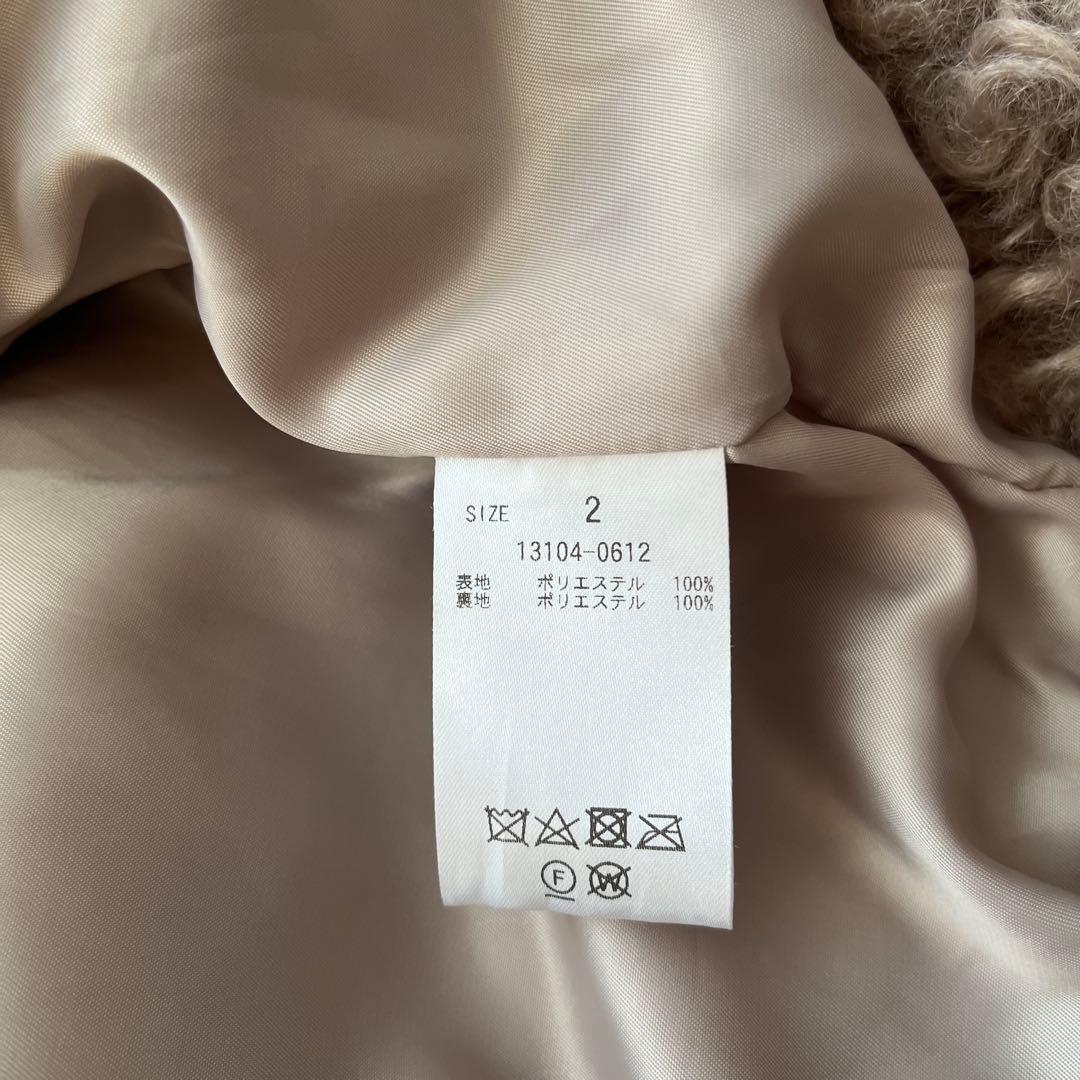 SIZE 2
13104-0612
表地 ポリエステル 100%
裏地 ポリエステル 100%
F W